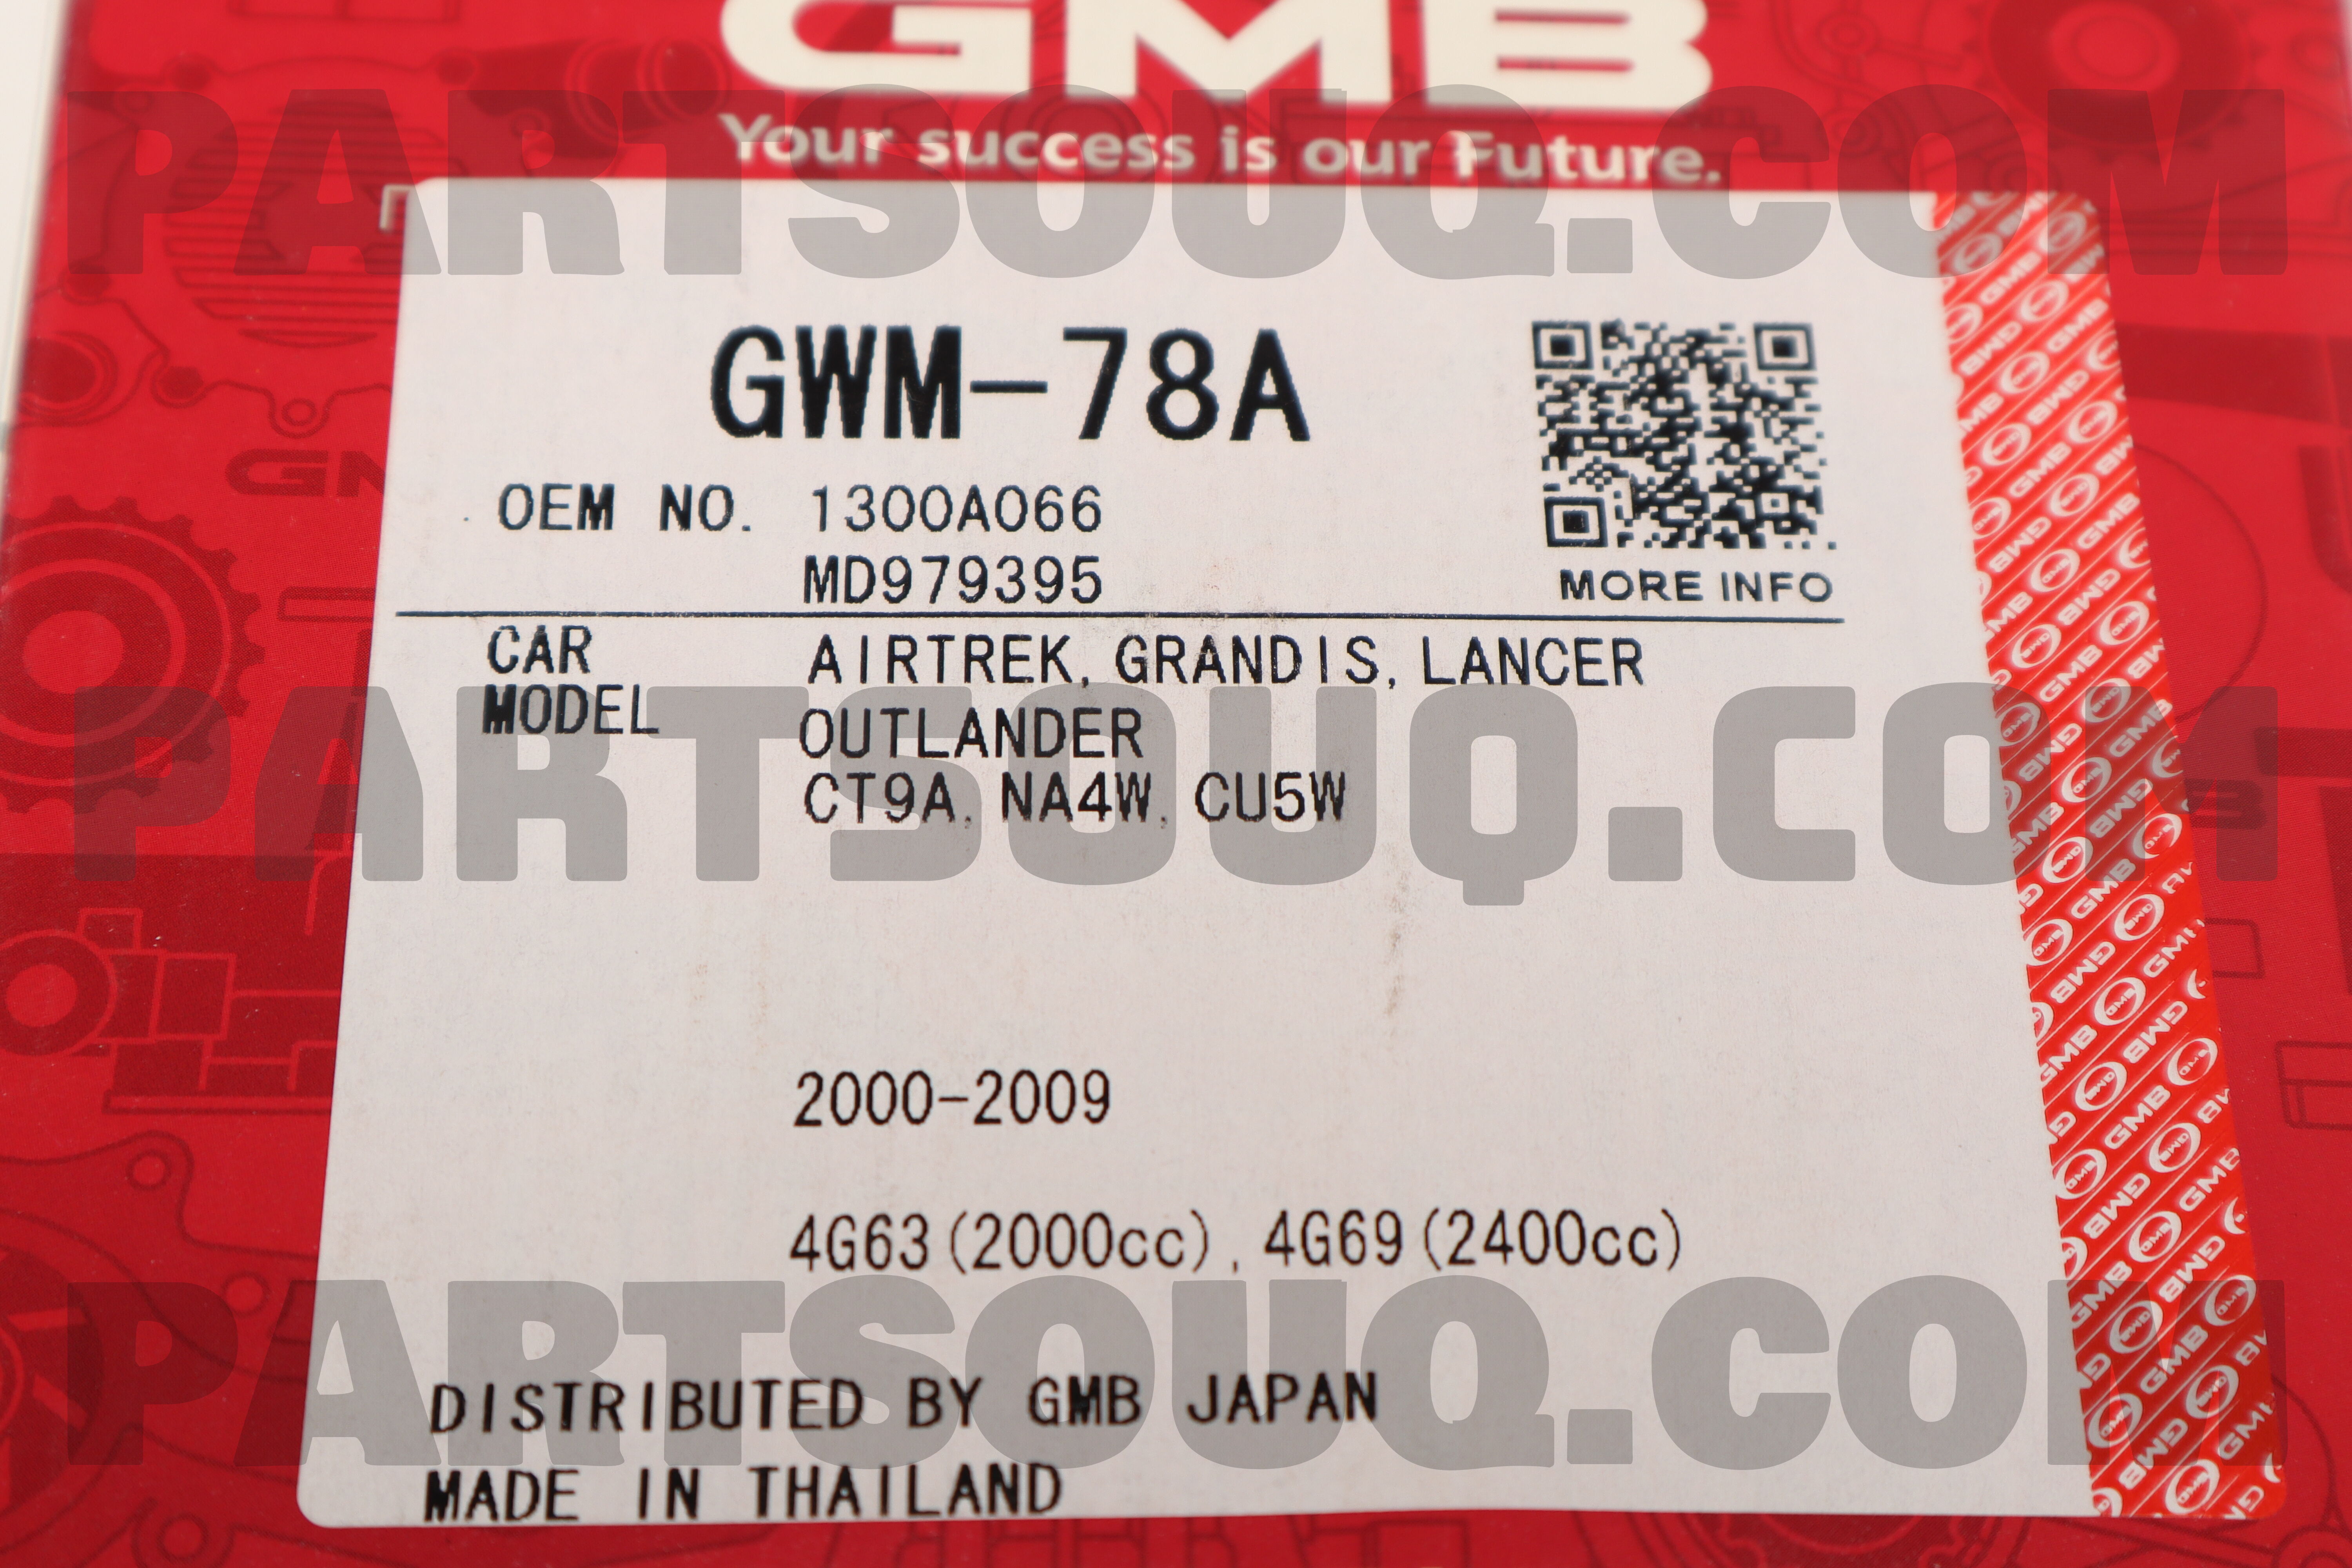 GMB
Your success is our Future.
PARTSOUQ.COM
GWM-78A
OEM NO. 1300A066
MD979395
MORE INFO
CAR MODEL
AIRTREK, GRANDIS, LANCER
OUTLANDER
CT9A, NA4W, CU5W
PARTSOUQ.COM
2000-2009
4G63(2000cc), 4G69(2400cc)
PARTSOUQ.COM
DISTRIBUTED BY GMB JAPAN
MADE IN THAILAND